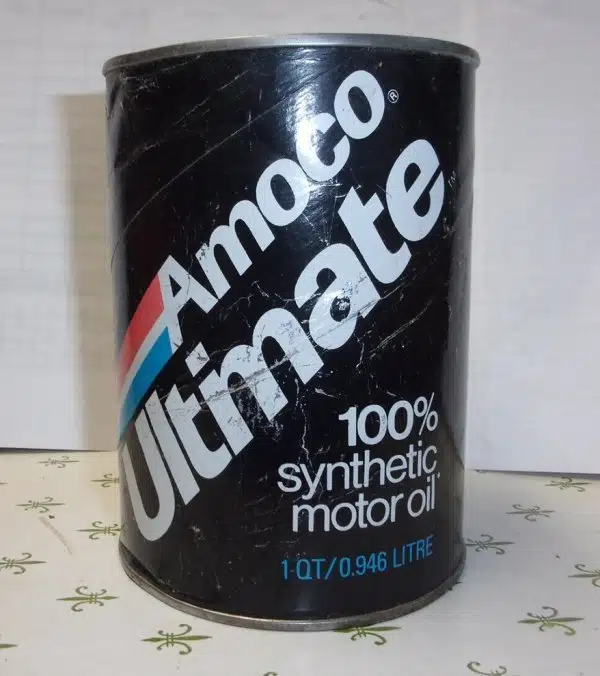 Amoco®
Ultimate™
100%
synthetic
motor oil*
1 QT/0.946 LITRE